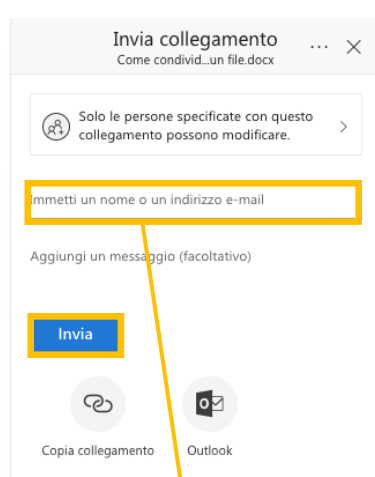 Invia collegamento
Come condivid...un file.docx
Solo le persone specificate con questo
collegamento possono modificare.
Immetti un nome o un indirizzo e-mail
Aggiungi un messaggio (facoltativo)
Invia
Copia collegamento
Outlook